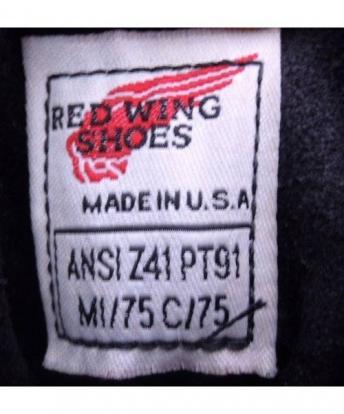 RED WING
SHOES
MADE IN U.S.A
ANSI Z41 PT91
MI/75 C/75